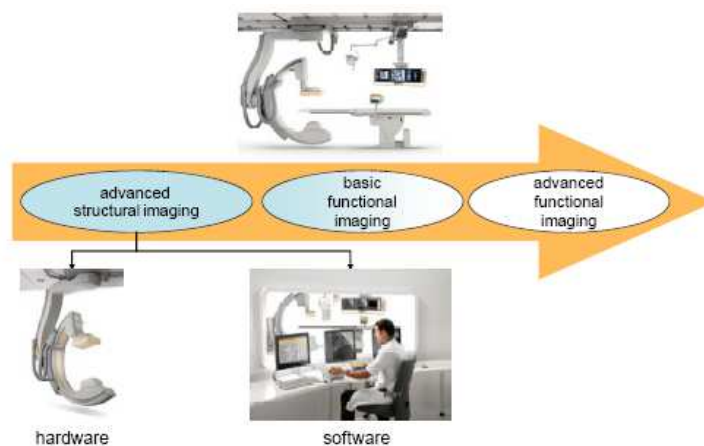 advanced
structural imaging
basic
functional
imaging
advanced
functional
imaging
hardware
software